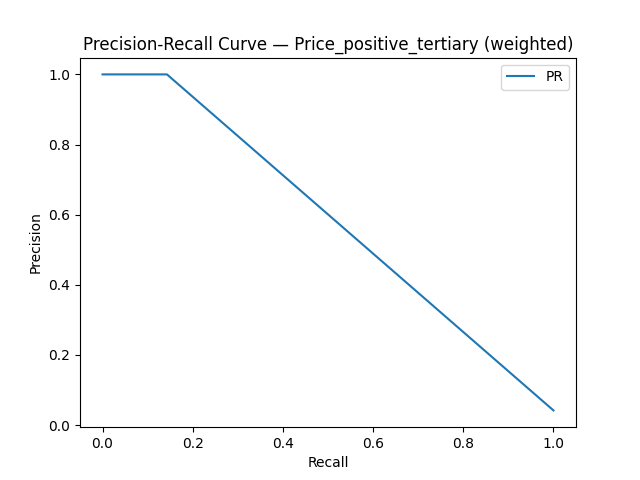 Precision-Recall Curve — Price_positive_tertiary (weighted)
PR
Precision
1.0
0.8
0.6
0.4
0.2
0.0
0.0 0.2 0.4 0.6 0.8 1.0
Recall